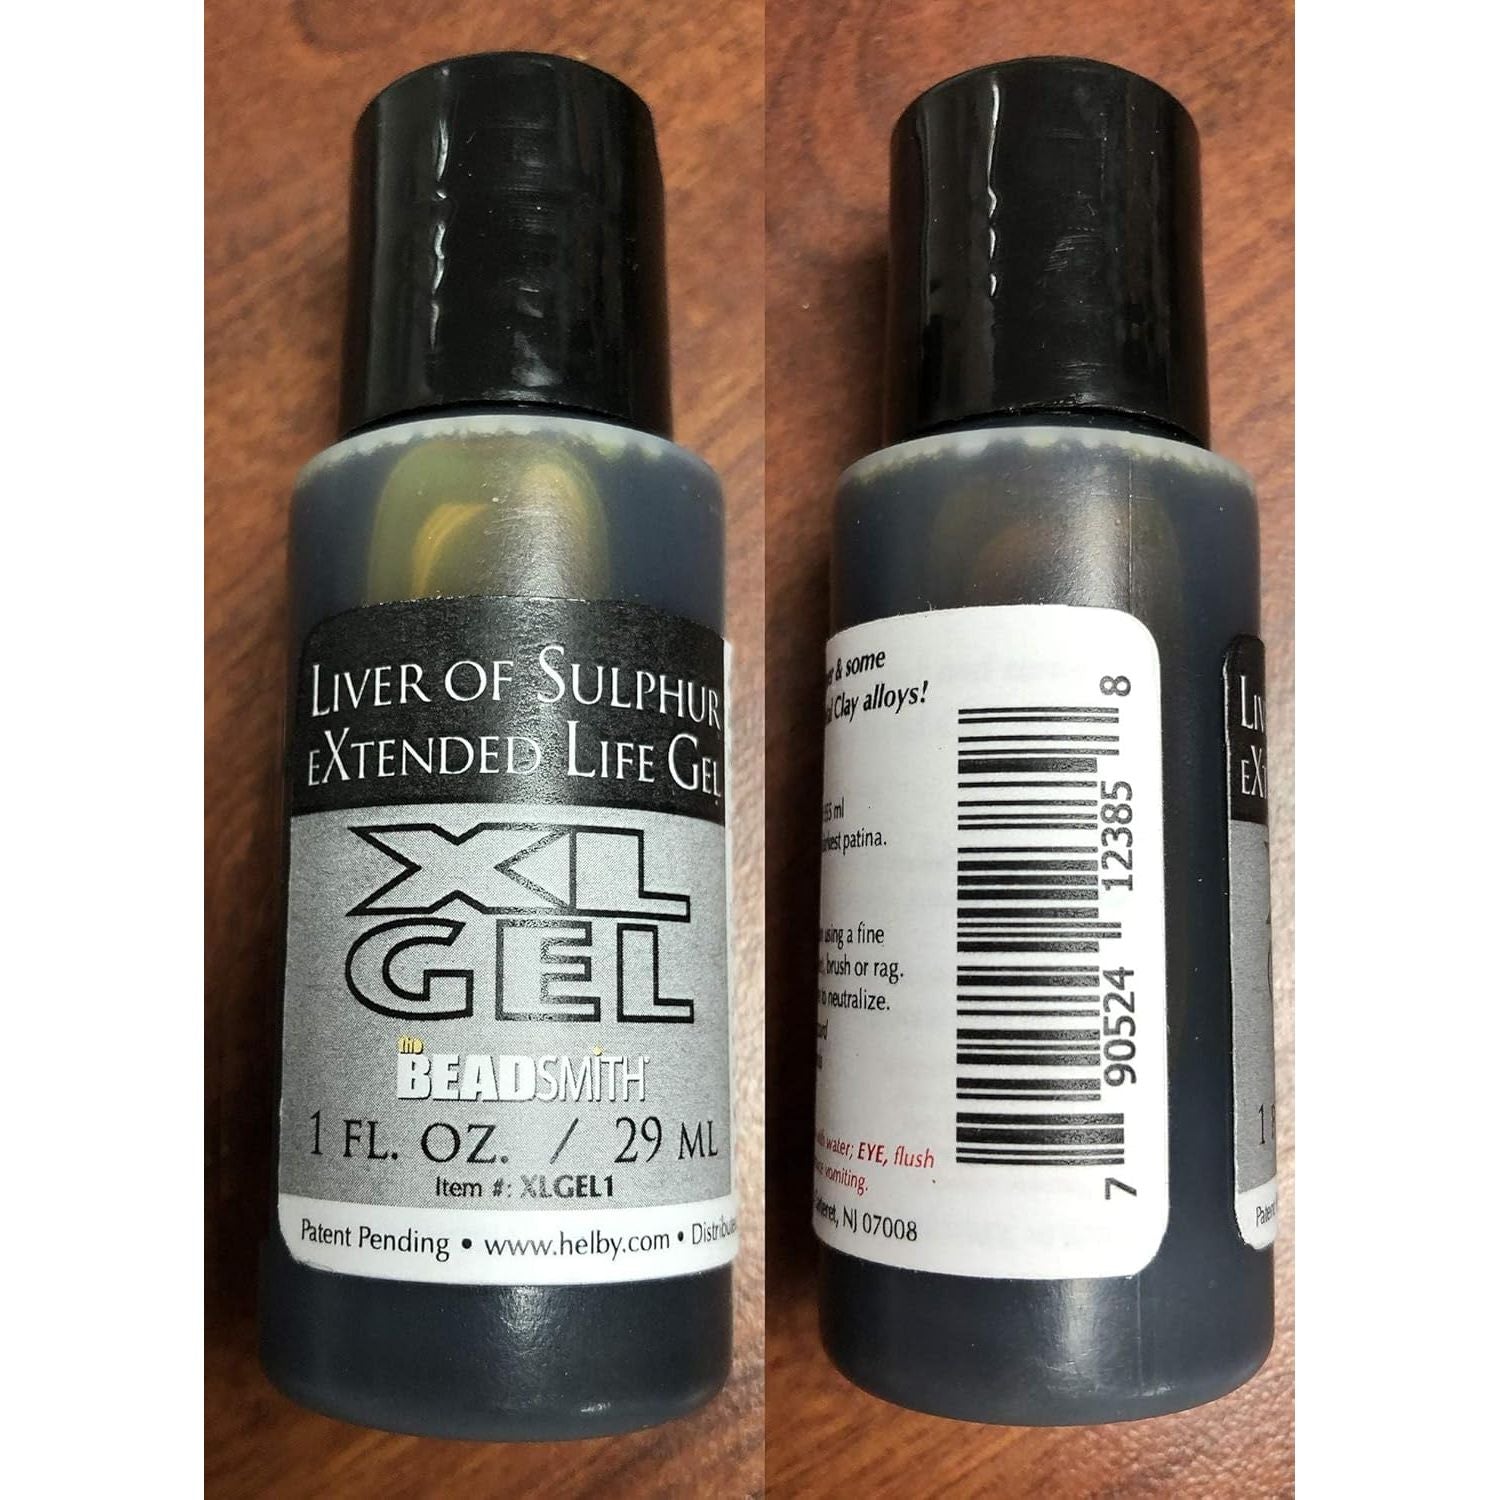 LIVER OF SULPHUR
eXTENDED LIFE GEL
XL
GEL
the
BEADSMiTH
1 FL. OZ. / 29 ML
Item #: XLGEL1
Patent Pending • www.helby.com •
& some
Clay alloys!
ml
patina.
using a fine
brush or rag.
to neutralize.
water; EYE, flush
vomiting.
NJ 07008
7 90524 12385 8
1